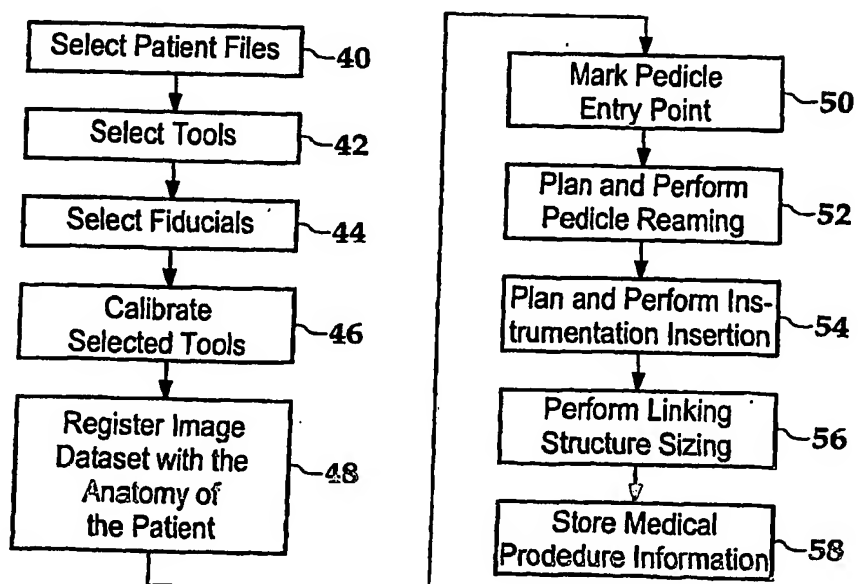 Select Patient Files
40
Select Tools
42
Select Fiducials
44
Calibrate
Selected Tools
46
Register Image
Dataset with the
Anatomy of
the Patient
48
Mark Pedicle
Entry Point
50
Plan and Perform
Pedicle Reaming
52
Plan and Perform Ins-
trumentation Insertion
54
Perform Linking
Structure Sizing
56
Store Medical
Prodedure Information
58